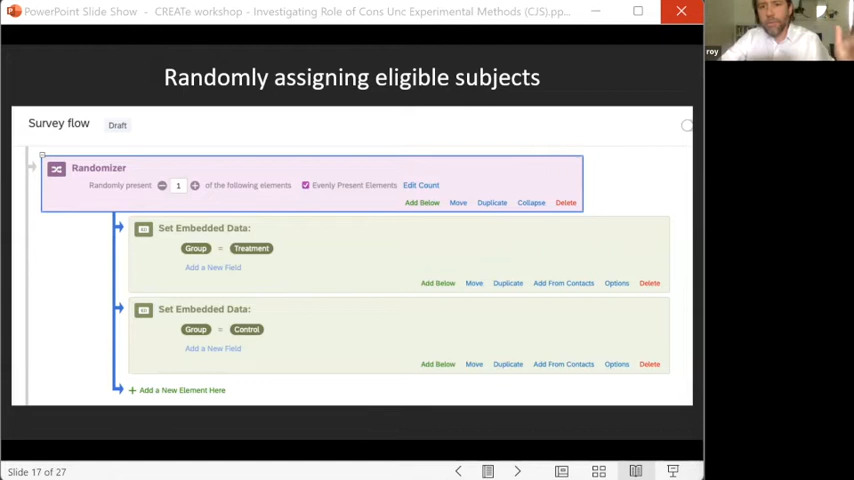 PowerPoint Slide Show - CREATe workshop - Investigating Role of Cons Unc Experimental Methods (CJS).pp...
roy
Randomly assigning eligible subjects
Survey flow Draft
Randomizer
Randomly present 1 of the following elements Evenly Present Elements Edit Count
Add Below Move Duplicate Collapse Delete
Set Embedded Data:
Group = Treatment
Add a New Field
Add Below Move Duplicate Add From Contacts Options Delete
Set Embedded Data:
Group = Control
Add a New Field
Add Below Move Duplicate Add From Contacts Options Delete
+ Add a New Element Here
Slide 17 of 27